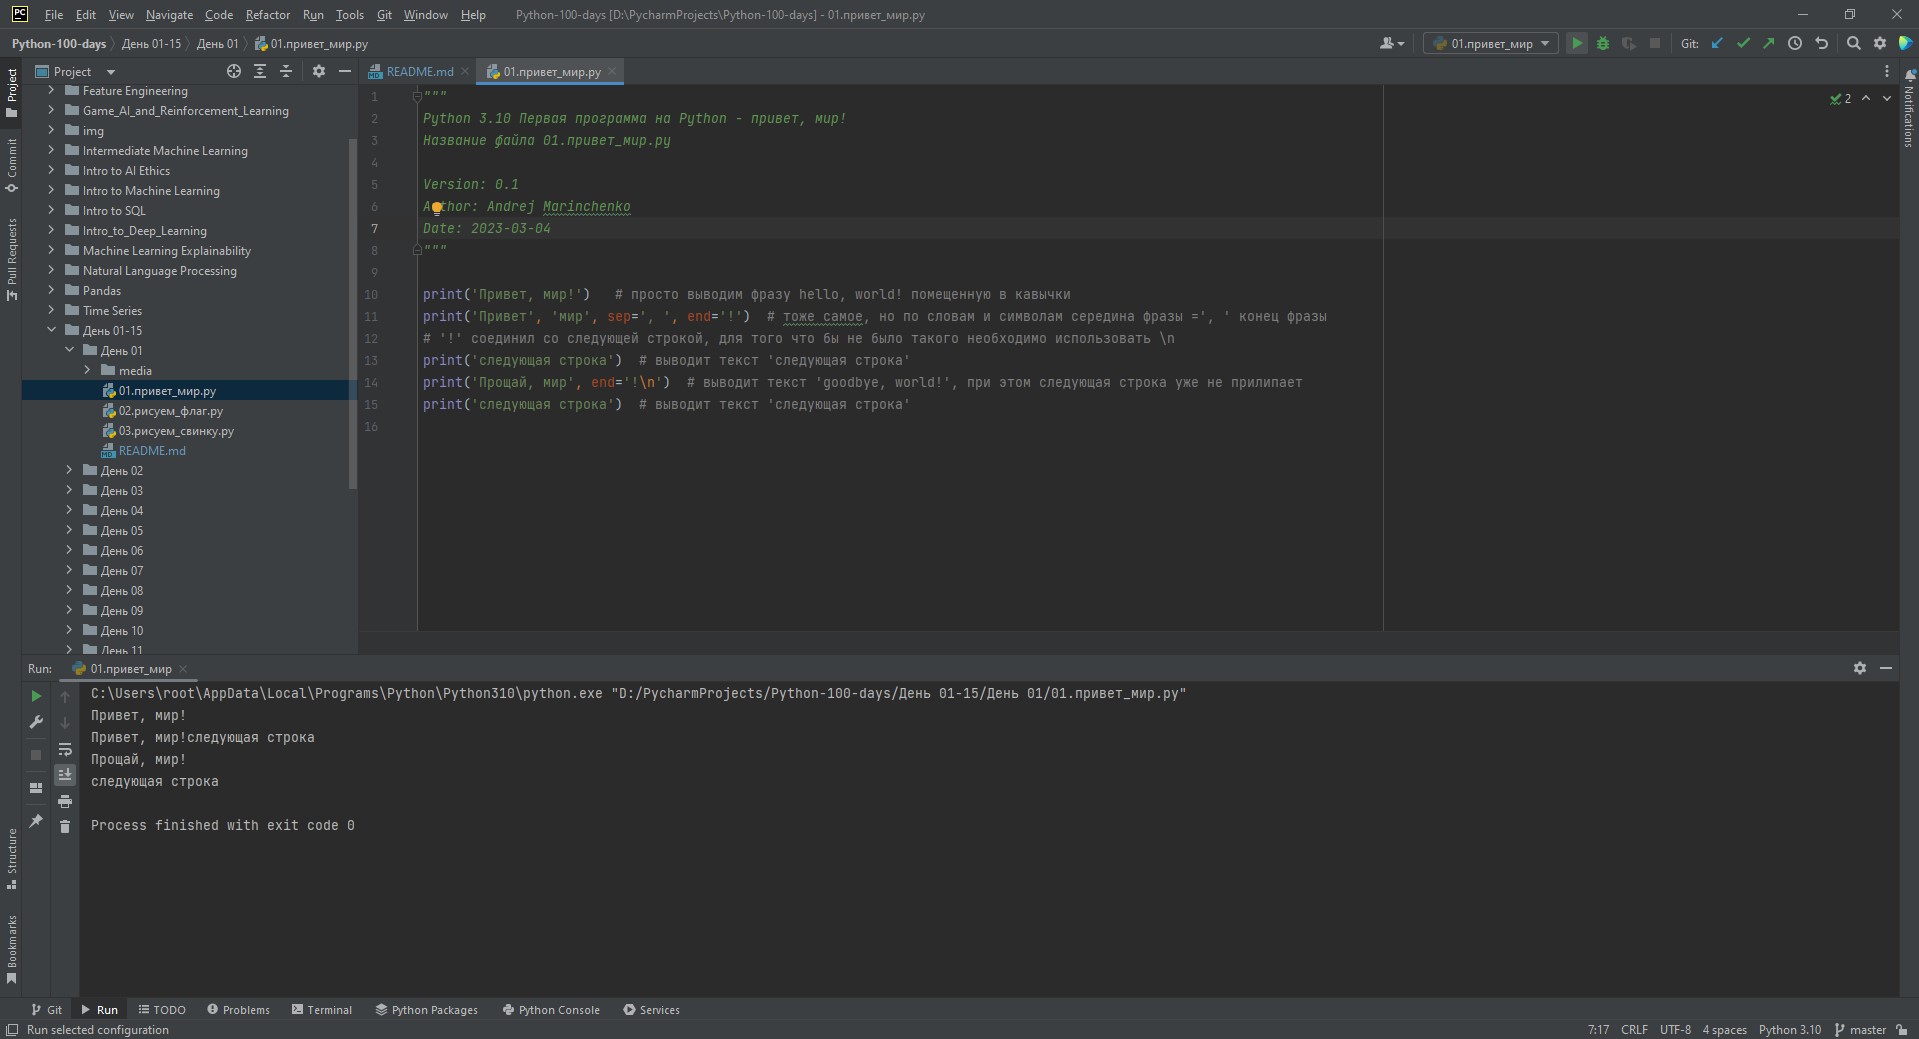 PC File Edit View Navigate Code Refactor Run Tools Git Window Help Python-100-days [D:\PycharmProjects\Python-100-days] - 01.привет_мир.py
Python-100-days День 01-15 День 01 01.привет_мир.py 01.привет_мир Git:
Project
README.md 01.привет_мир.py
Project
Commit
Pull Requests
Structure
Bookmarks
Notifications
Feature Engineering
Game_AI_and_Reinforcement_Learning
img
Intermediate Machine Learning
Intro to AI Ethics
Intro to Machine Learning
Intro to SQL
Intro_to_Deep_Learning
Machine Learning Explainability
Natural Language Processing
Pandas
Time Series
День 01-15
День 01
media
01.привет_мир.py
02.рисуем_флаг.py
03.рисуем_свинку.py
README.md
День 02
День 03
День 04
День 05
День 06
День 07
День 08
День 09
День 10
День 11
2
1 """
2 Python 3.10 Первая программа на Python - привет, мир!
3 Название файла 01.привет_мир.py
4
5 Version: 0.1
6 Author: Andrej Marinchenko
7 Date: 2023-03-04
8 """
9
10 print('Привет, мир!')   # просто выводим фразу hello, world! помещенную в кавычки
11 print('Привет', 'мир', sep=', ', end='!')  # тоже самое, но по словам и символам середина фразы =', ' конец фразы
12 # '!' соединил со следующей строкой, для того что бы не было такого необходимо использовать \n
13 print('следующая строка')  # выводит текст 'следующая строка'
14 print('Прощай, мир', end='!\n')  # выводит текст 'goodbye, world!', при этом следующая строка уже не прилипает
15 print('следующая строка')  # выводит текст 'следующая строка'
16
Run: 01.привет_мир
C:\Users\root\AppData\Local\Programs\Python\Python310\python.exe "D:/PycharmProjects/Python-100-days/День 01-15/День 01/01.привет_мир.py"
Привет, мир!
Привет, мир!следующая строка
Прощай, мир!
следующая строка
Process finished with exit code 0
Git Run TODO Problems Terminal Python Packages Python Console Services
Run selected configuration 7:17 CRLF UTF-8 4 spaces Python 3.10 master